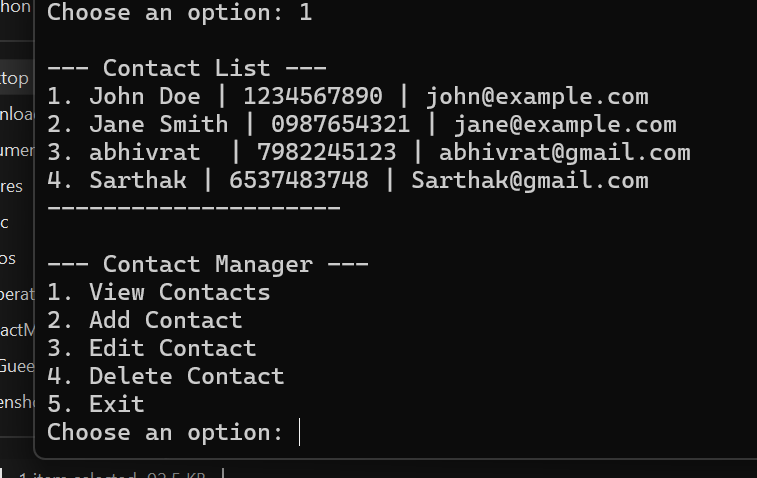 hon
Choose an option: 1
--- Contact List ---
top
1. John Doe | 1234567890 | john@example.com
nloa
2. Jane Smith | 0987654321 | jane@example.com
umer
3. abhivrat  | 7982245123 | abhivrat@gmail.com
res
4. Sarthak | 6537483748 | Sarthak@gmail.com
---------------------
os
--- Contact Manager ---
perat
1. View Contacts
2. Add Contact
actM
3. Edit Contact
Guee
4. Delete Contact
ensho
5. Exit
Choose an option:
1 item selected 92.5 KB